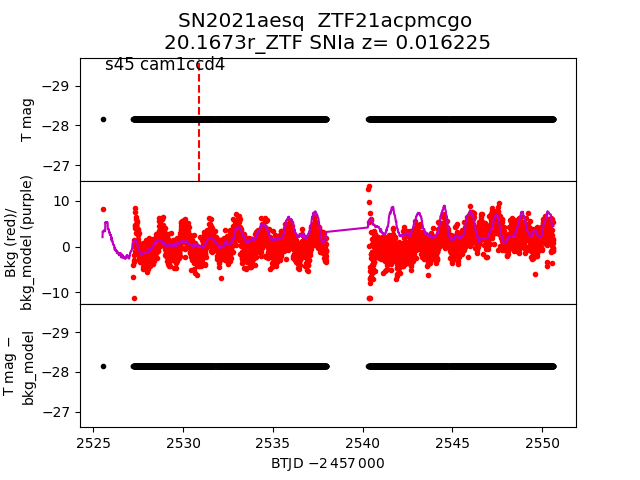 SN2021aesq  ZTF21acpmcgo
20.1673r_ZTF SNIa z= 0.016225
s45 cam1ccd4
T mag
−29
−28
−27
Bkg (red)/
bkg_model (purple)
10
0
−10
T mag −
bkg_model
−29
−28
−27
2525 2530 2535 2540 2545 2550
BTJD −2 457 000